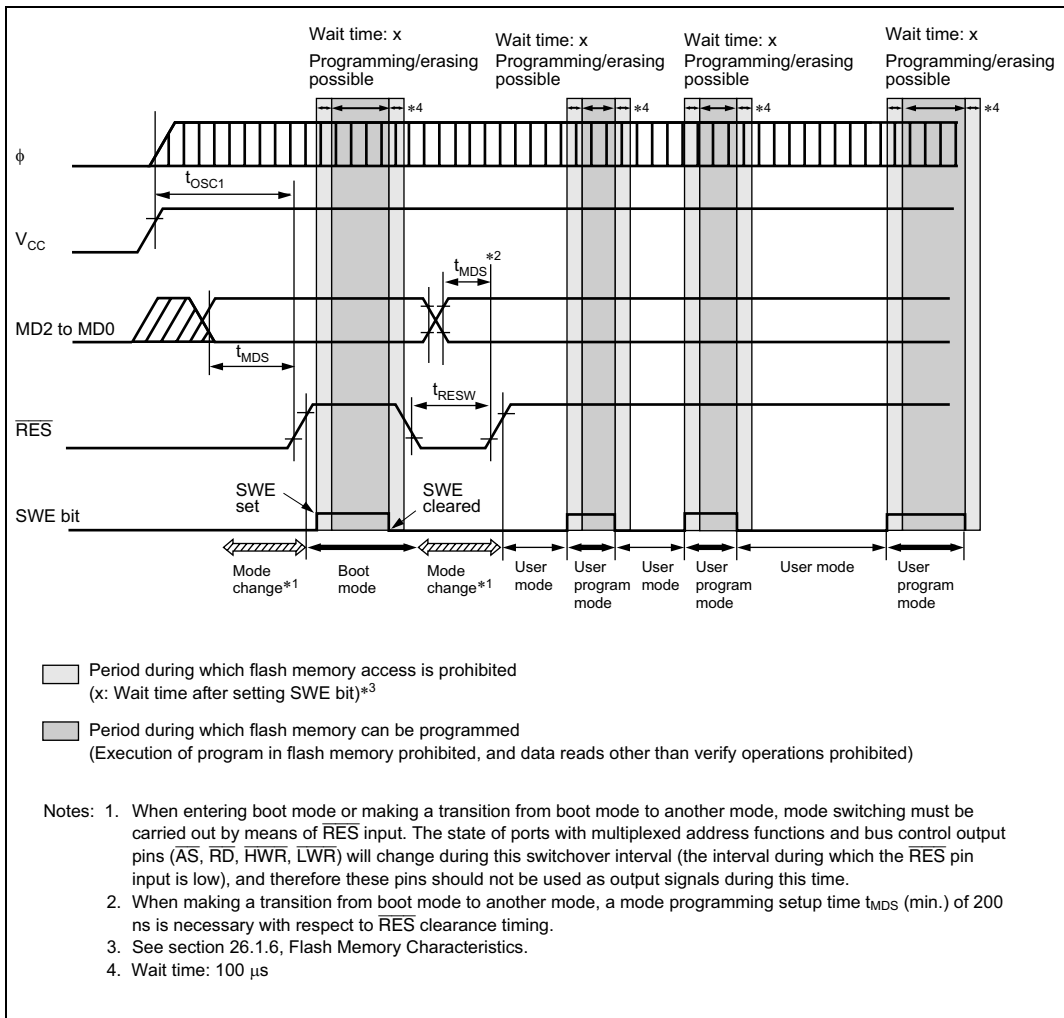 Wait time: x
Programming/erasing
possible
Wait time: x
Programming/erasing
possible
Wait time: x
Programming/erasing
possible
Wait time: x
Programming/erasing
possible
*4
*4
*4
*4
ϕ
tOSC1
VCC
tMDS*2
MD2 to MD0
tMDS
tRESW
RES
SWE
set
SWE
cleared
SWE bit
Mode
change*1
Boot
mode
Mode
change*1
User
mode
User
program
mode
User
mode
User
program
mode
User mode
User
program
mode
Period during which flash memory access is prohibited
(x: Wait time after setting SWE bit)*3
Period during which flash memory can be programmed
(Execution of program in flash memory prohibited, and data reads other than verify operations prohibited)
Notes: 1. When entering boot mode or making a transition from boot mode to another mode, mode switching must be
carried out by means of RES input. The state of ports with multiplexed address functions and bus control output
pins (AS, RD, HWR, LWR) will change during this switchover interval (the interval during which the RES pin
input is low), and therefore these pins should not be used as output signals during this time.
2. When making a transition from boot mode to another mode, a mode programming setup time tMDS (min.) of 200
ns is necessary with respect to RES clearance timing.
3. See section 26.1.6, Flash Memory Characteristics.
4. Wait time: 100 μs